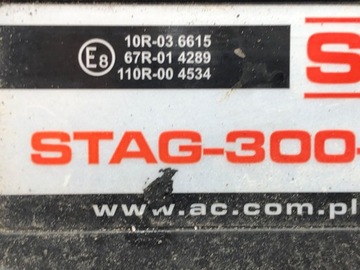 E8
10R-03 6615
67R-01 4289
110R-00 4534
S
STAG-300-
www.ac.com.pl